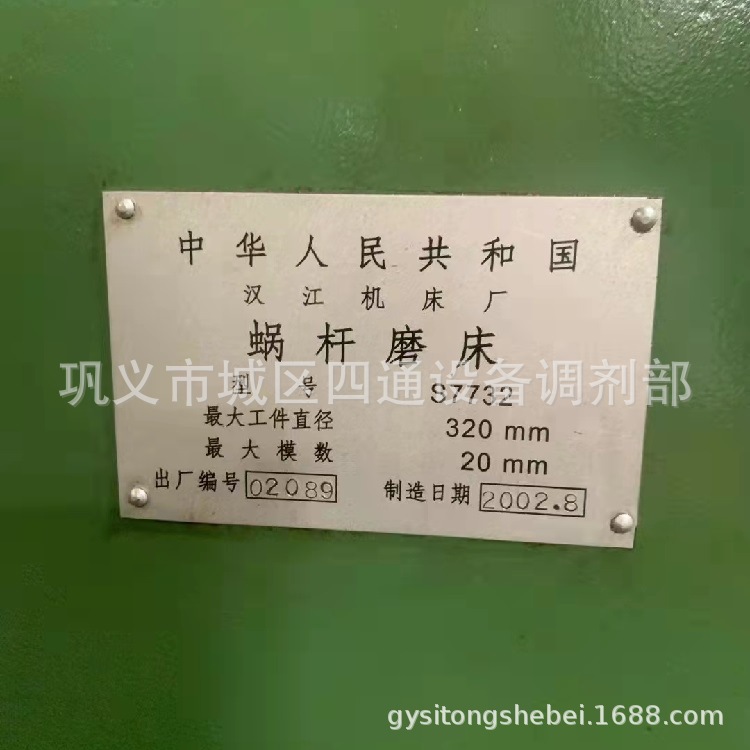 中华人民共和国
汉江机床厂
蜗杆磨床
巩义市城区四通设备调剂部
型号 S7732
最大工件直径 320 mm
最大模数 20 mm
出厂编号 02089 制造日期 2002.8
gysitongshebei.1688.com